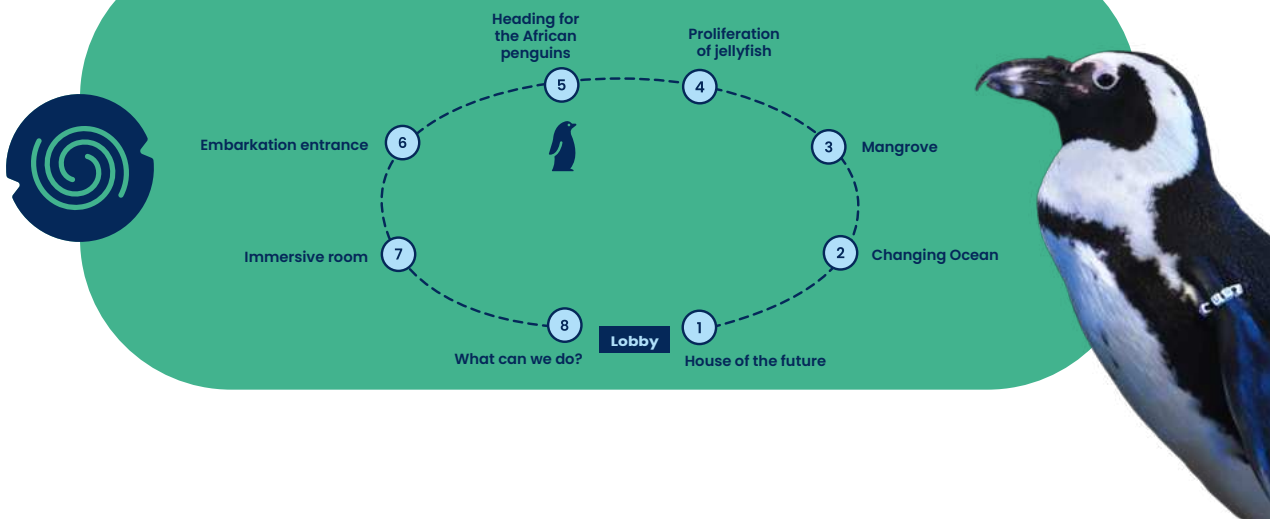 Heading for
the African
penguins
5
Proliferation
of jellyfish
4
Embarkation entrance
6
3
Mangrove
Immersive room
7
2
Changing Ocean
8
What can we do?
Lobby
1
House of the future